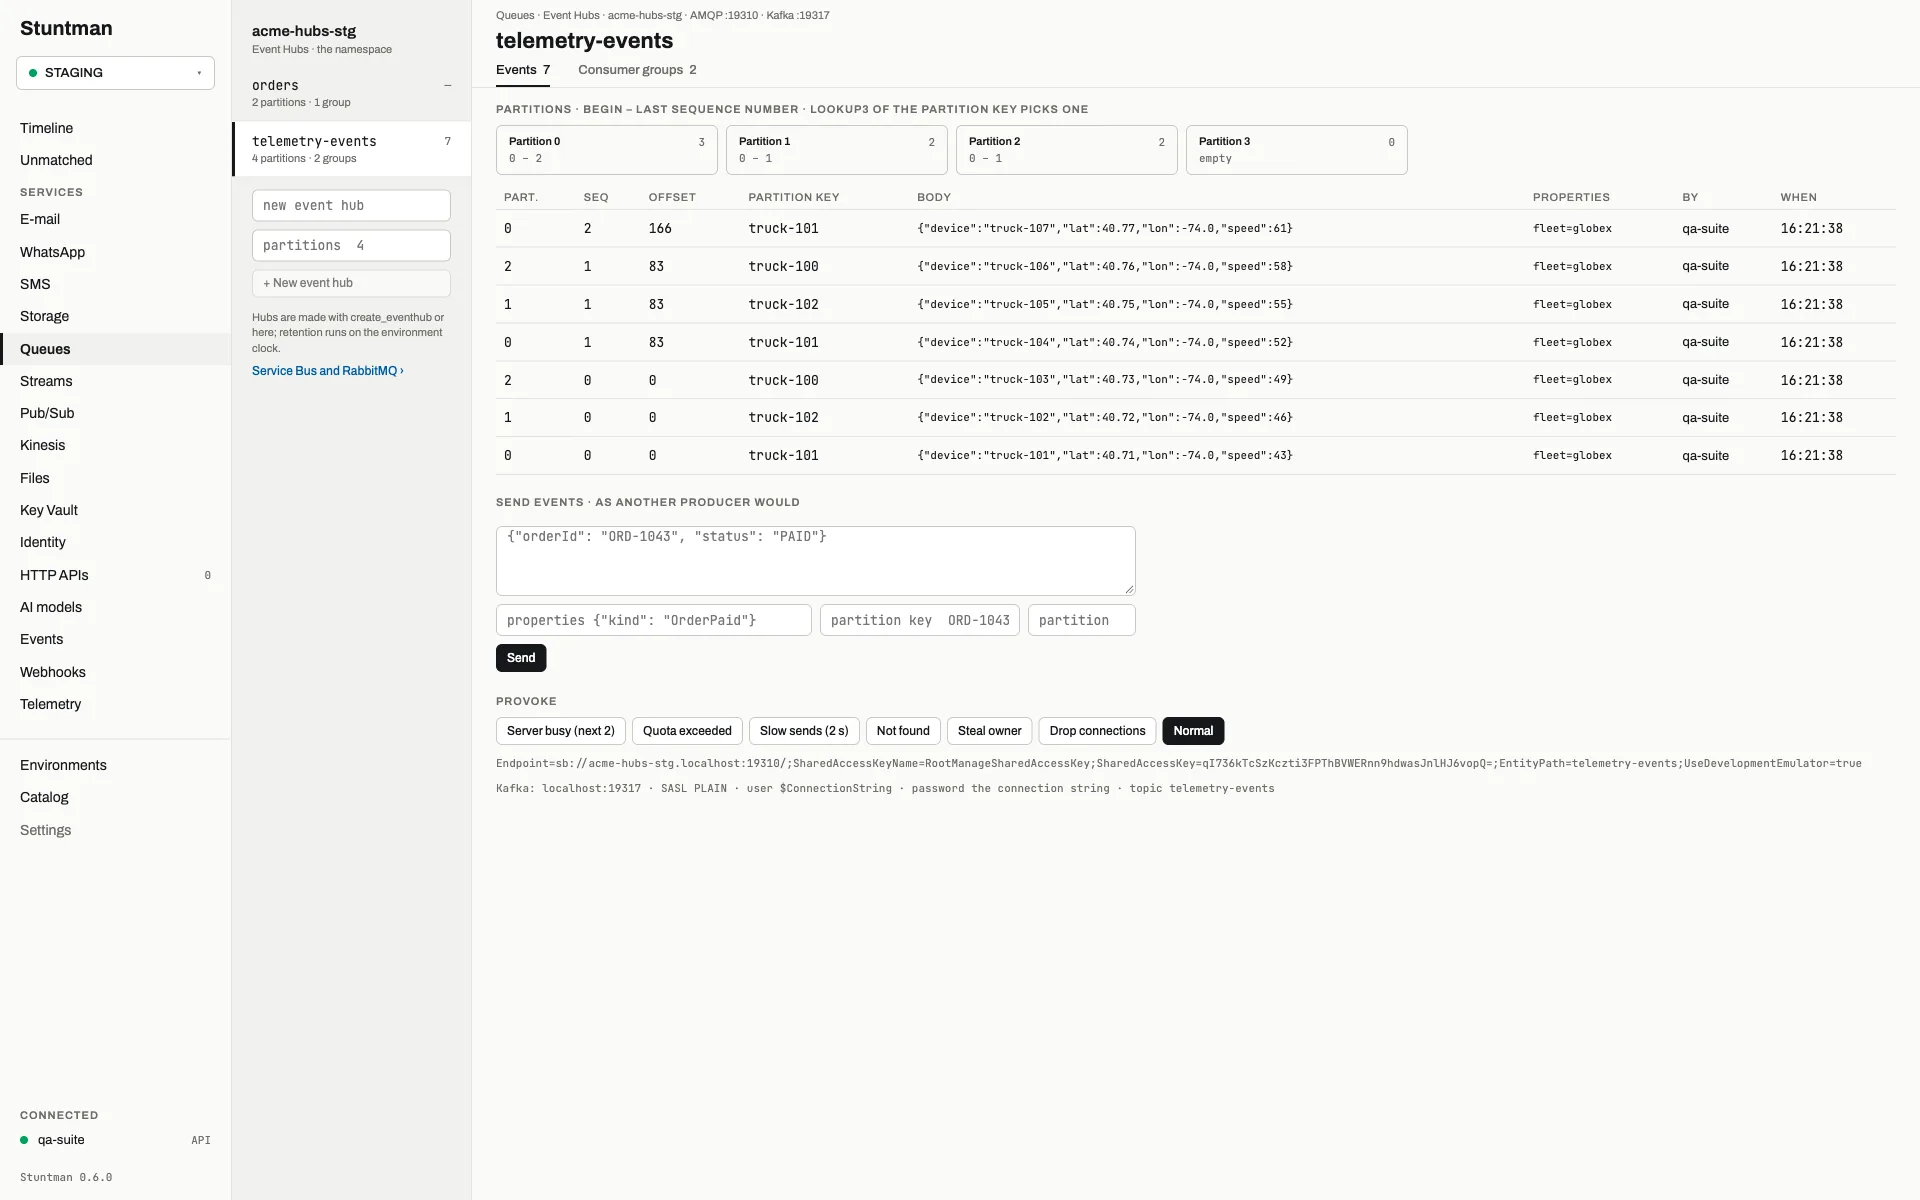 Stuntman
STAGING
Timeline
Unmatched
SERVICES
E-mail
WhatsApp
SMS
Storage
Queues
Streams
Pub/Sub
Kinesis
Files
Key Vault
Identity
HTTP APIs 0
AI models
Events
Webhooks
Telemetry
Environments
Catalog
Settings
CONNECTED
qa-suite API
Stuntman 0.6.0
acme-hubs-stg
Event Hubs · the namespace
orders –
2 partitions · 1 group
telemetry-events 7
4 partitions · 2 groups
new event hub
partitions 4
+ New event hub
Hubs are made with create_eventhub or
here; retention runs on the environment
clock.
Service Bus and RabbitMQ ›
Queues · Event Hubs · acme-hubs-stg · AMQP :19310 · Kafka :19317
telemetry-events
Events 7 Consumer groups 2
PARTITIONS · BEGIN – LAST SEQUENCE NUMBER · LOOKUP3 OF THE PARTITION KEY PICKS ONE
Partition 0 3
0 – 2
Partition 1 2
0 – 1
Partition 2 2
0 – 1
Partition 3 0
empty
PART. SEQ OFFSET PARTITION KEY BODY PROPERTIES BY WHEN
0 2 166 truck-101 {"device":"truck-107","lat":40.77,"lon":-74.0,"speed":61} fleet=globex qa-suite 16:21:38
2 1 83 truck-100 {"device":"truck-106","lat":40.76,"lon":-74.0,"speed":58} fleet=globex qa-suite 16:21:38
1 1 83 truck-102 {"device":"truck-105","lat":40.75,"lon":-74.0,"speed":55} fleet=globex qa-suite 16:21:38
0 1 83 truck-101 {"device":"truck-104","lat":40.74,"lon":-74.0,"speed":52} fleet=globex qa-suite 16:21:38
2 0 0 truck-100 {"device":"truck-103","lat":40.73,"lon":-74.0,"speed":49} fleet=globex qa-suite 16:21:38
1 0 0 truck-102 {"device":"truck-102","lat":40.72,"lon":-74.0,"speed":46} fleet=globex qa-suite 16:21:38
0 0 0 truck-101 {"device":"truck-101","lat":40.71,"lon":-74.0,"speed":43} fleet=globex qa-suite 16:21:38
SEND EVENTS · AS ANOTHER PRODUCER WOULD
{"orderId": "ORD-1043", "status": "PAID"}
properties {"kind": "OrderPaid"} partition key ORD-1043 partition
Send
PROVOKE
Server busy (next 2) Quota exceeded Slow sends (2 s) Not found Steal owner Drop connections Normal
Endpoint=sb://acme-hubs-stg.localhost:19310/;SharedAccessKeyName=RootManageSharedAccessKey;SharedAccessKey=qI736kTcSzKczti3FPThBVWERnn9hdwasJnlHJ6vopQ=;EntityPath=telemetry-events;UseDevelopmentEmulator=true
Kafka: localhost:19317 · SASL PLAIN · user $ConnectionString · password the connection string · topic telemetry-events